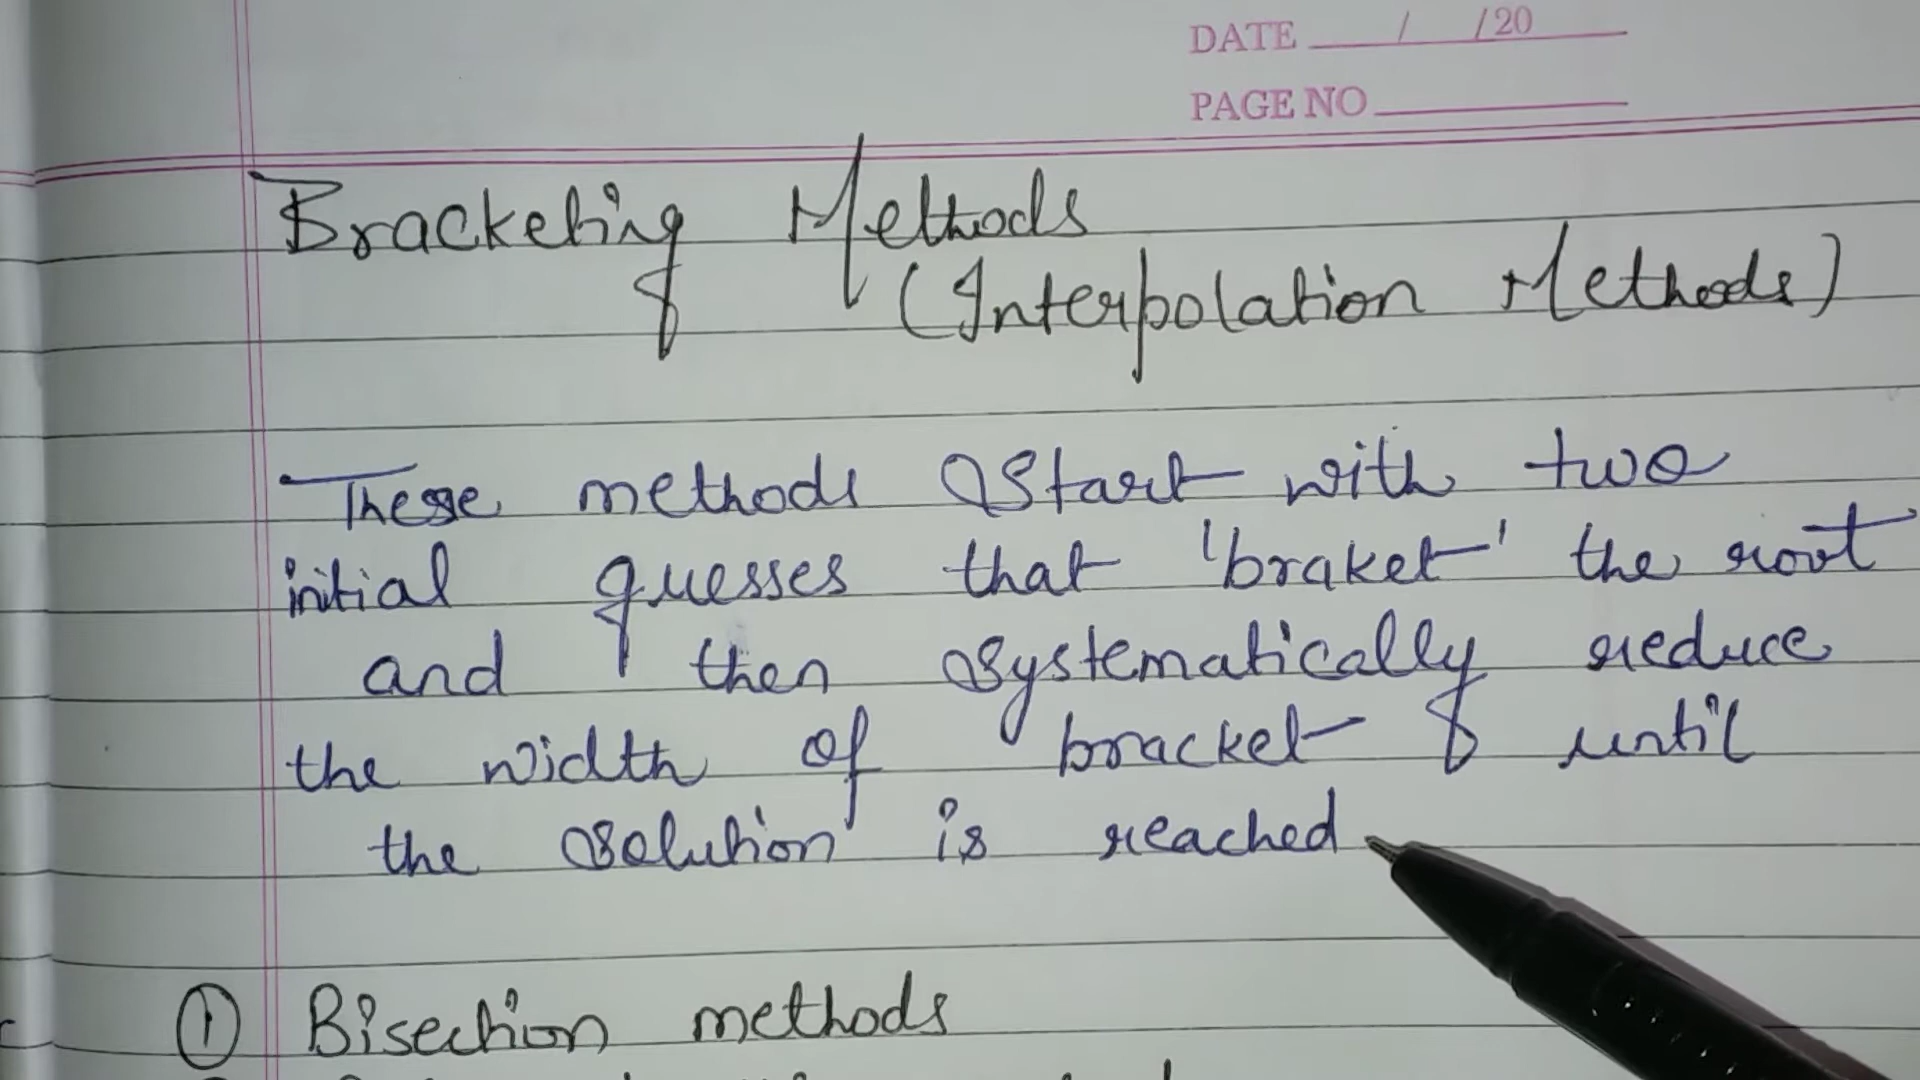 DATE / /20
PAGE NO
Bracketing Methods
(Interpolation Methods)
These methods start with two
initial guesses that 'braket' the root
and then systematically reduce
the width of bracket until
the solution is reached
① Bisection methods